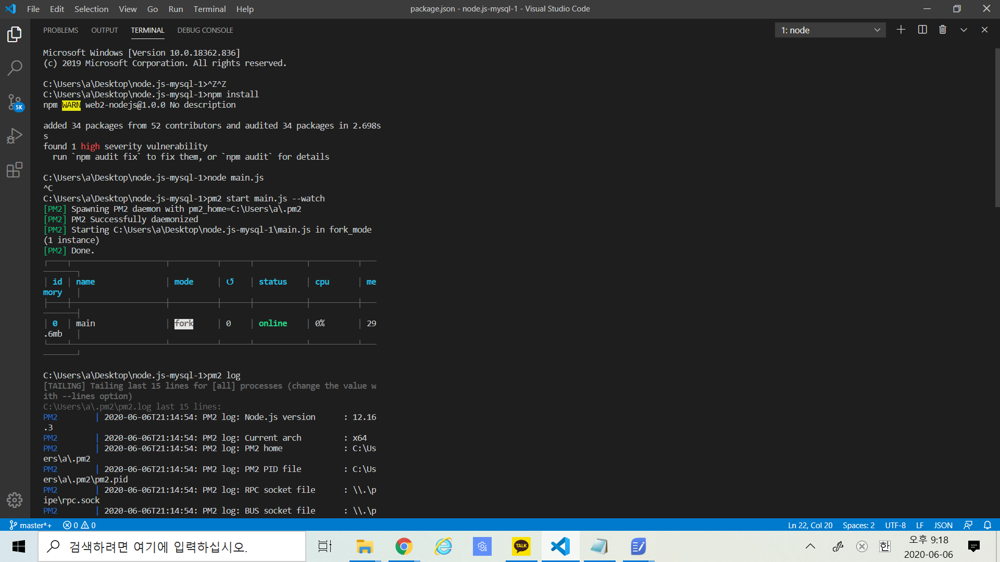 File Edit Selection View Go Run Terminal Help
package.json - node.js-mysql-1 - Visual Studio Code
PROBLEMS OUTPUT TERMINAL DEBUG CONSOLE
1: node
Microsoft Windows [Version 10.0.18362.836]
(c) 2019 Microsoft Corporation. All rights reserved.
C:\Users\a\Desktop\node.js-mysql-1>^Z^Z
C:\Users\a\Desktop\node.js-mysql-1>npm install
npm WARN web2-nodejs@1.0.0 No description
added 34 packages from 52 contributors and audited 34 packages in 2.698s
s
found 1 high severity vulnerability
run `npm audit fix` to fix them, or `npm audit` for details
C:\Users\a\Desktop\node.js-mysql-1>node main.js
^C
C:\Users\a\Desktop\node.js-mysql-1>pm2 start main.js --watch
[PM2] Spawning PM2 daemon with pm2_home=C:\Users\a\.pm2
[PM2] PM2 Successfully daemonized
[PM2] Starting C:\Users\a\Desktop\node.js-mysql-1\main.js in fork_mode
(1 instance)
[PM2] Done.
│ id │ name │ mode │ ↺ │ status │ cpu │ me
mory │
│ 0 │ main │ fork │ 0 │ online │ 0% │ 29
.6mb │
C:\Users\a\Desktop\node.js-mysql-1>pm2 log
[TAILING] Tailing last 15 lines for [all] processes (change the value w
ith --lines option)
C:\Users\a\.pm2\pm2.log last 15 lines:
PM2 | 2020-06-06T21:14:54: PM2 log: Node.js version : 12.16
.3
PM2 | 2020-06-06T21:14:54: PM2 log: Current arch : x64
PM2 | 2020-06-06T21:14:54: PM2 log: PM2 home : C:\Us
ers\a\.pm2
PM2 | 2020-06-06T21:14:54: PM2 log: PM2 PID file : C:\Us
ers\a\.pm2\pm2.pid
PM2 | 2020-06-06T21:14:54: PM2 log: RPC socket file : \\.\p
ipe\rpc.sock
PM2 | 2020-06-06T21:14:54: PM2 log: BUS socket file : \\.\p
5K
master*+ 0 0
Ln 22, Col 20 Spaces: 2 UTF-8 LF JSON
검색하려면 여기에 입력하십시오.
TALK
한
오후 9:18
2020-06-06